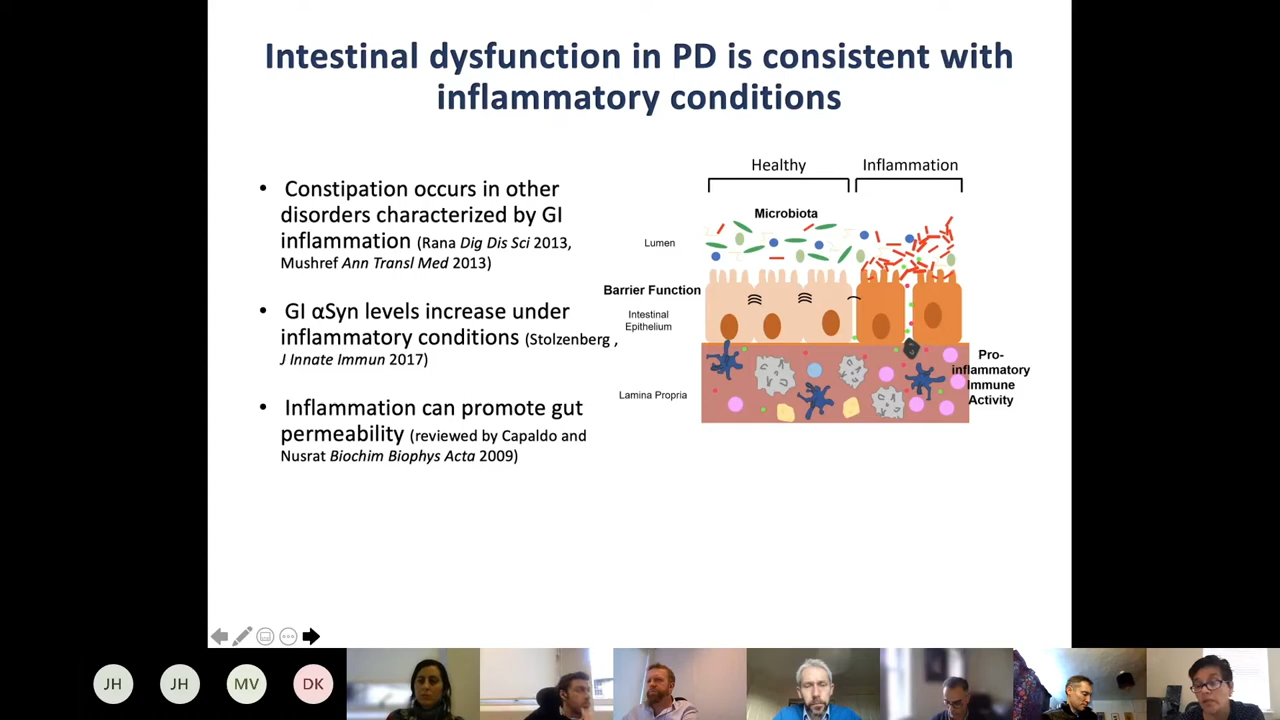 Intestinal dysfunction in PD is consistent with
inflammatory conditions
• Constipation occurs in other
disorders characterized by GI
inflammation (Rana Dig Dis Sci 2013,
Mushref Ann Transl Med 2013)
• GI αSyn levels increase under
inflammatory conditions (Stolzenberg ,
J Innate Immun 2017)
• Inflammation can promote gut
permeability (reviewed by Capaldo and
Nusrat Biochim Biophys Acta 2009)
Healthy
Inflammation
Microbiota
Lumen
Barrier Function
Intestinal
Epithelium
Lamina Propria
Pro-
inflammatory
Immune
Activity
JH
JH
MV
DK